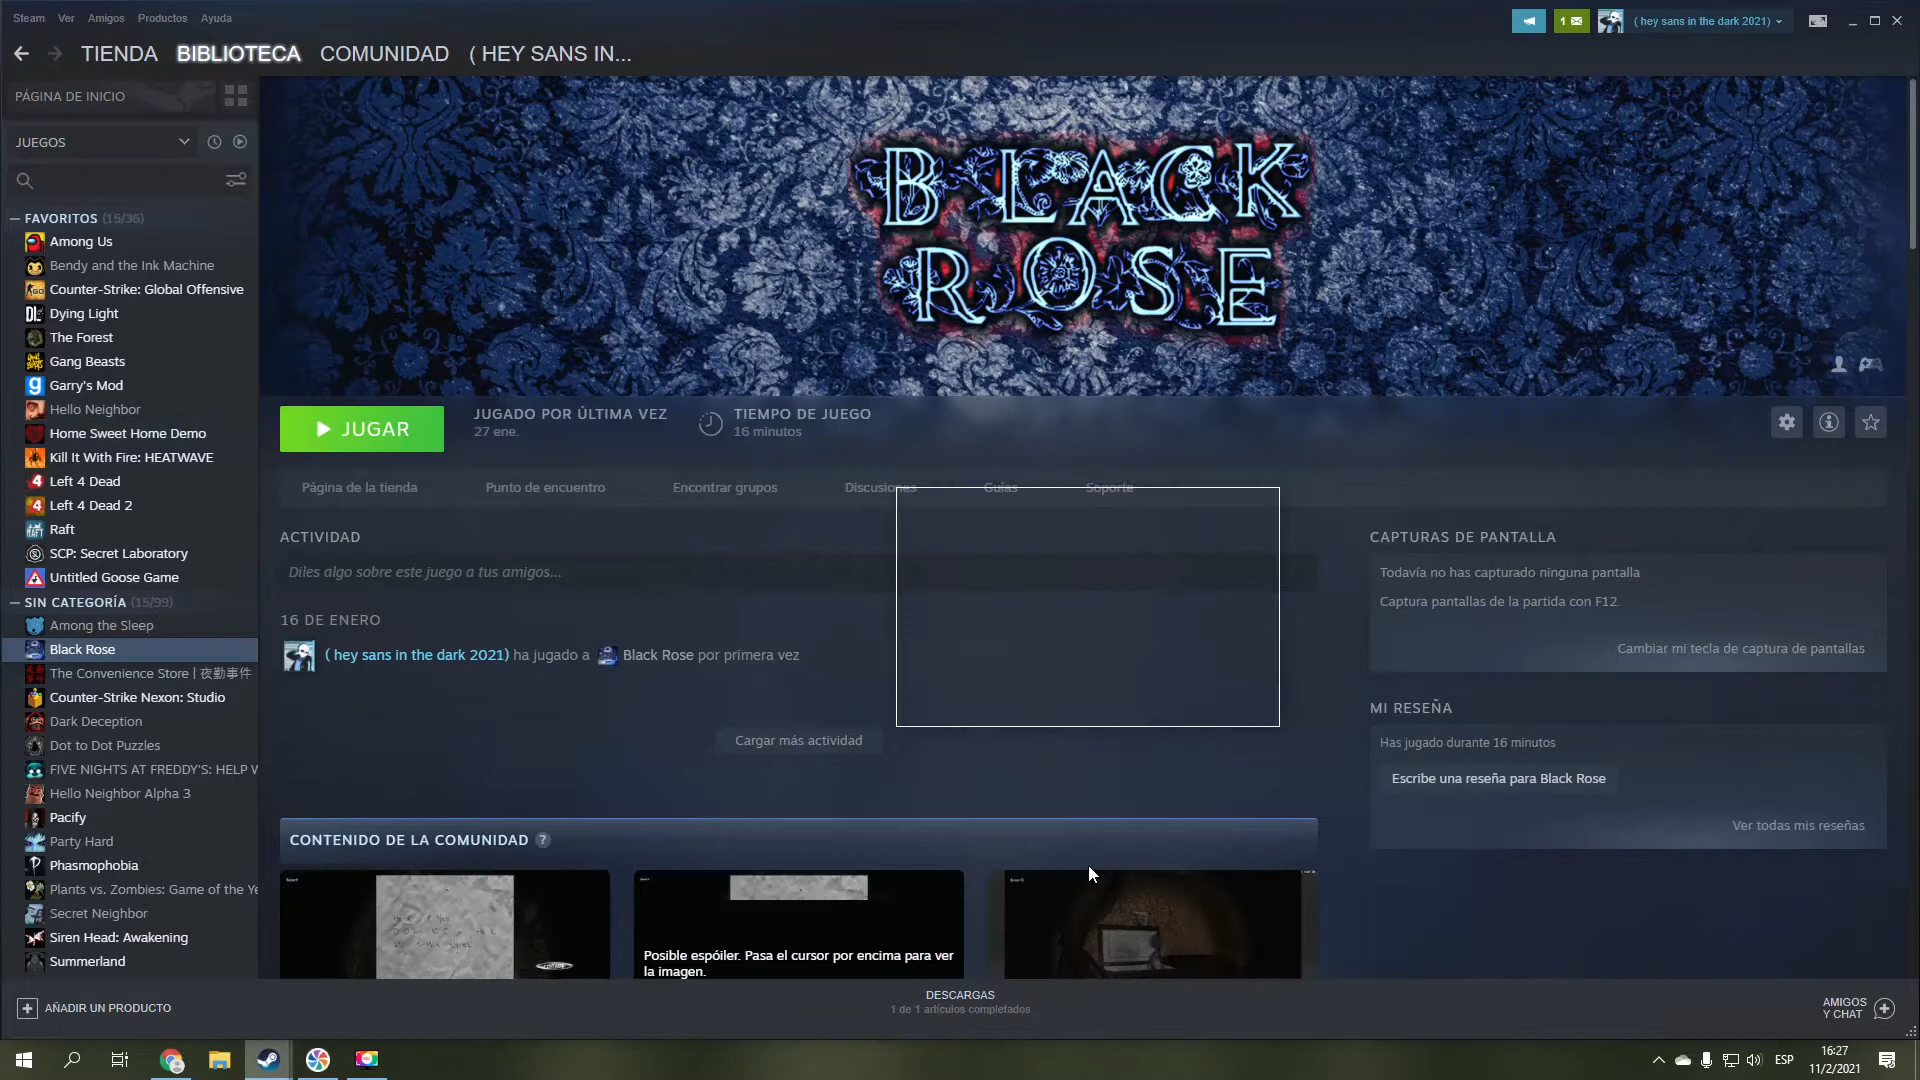 Steam Ver Amigos Productos Ayuda
1
( hey sans in the dark 2021)
TIENDA BIBLIOTECA COMUNIDAD ( HEY SANS IN...
PÁGINA DE INICIO
JUEGOS
FAVORITOS (15/36)
Among Us
Bendy and the Ink Machine
Counter-Strike: Global Offensive
Dying Light
The Forest
Gang Beasts
Garry's Mod
Hello Neighbor
Home Sweet Home Demo
Kill It With Fire: HEATWAVE
Left 4 Dead
Left 4 Dead 2
Raft
SCP: Secret Laboratory
Untitled Goose Game
SIN CATEGORÍA (15/99)
Among the Sleep
Black Rose
The Convenience Store | 夜勤事件
Counter-Strike Nexon: Studio
Dark Deception
Dot to Dot Puzzles
FIVE NIGHTS AT FREDDY'S: HELP W
Hello Neighbor Alpha 3
Pacify
Party Hard
Phasmophobia
Plants vs. Zombies: Game of the Ye
Secret Neighbor
Siren Head: Awakening
Summerland
AÑADIR UN PRODUCTO
BLACK
ROSE
JUGAR
JUGADO POR ÚLTIMA VEZ
27 ene.
TIEMPO DE JUEGO
16 minutos
Página de la tienda Punto de encuentro Encontrar grupos Discusiones Guías Soporte
ACTIVIDAD
Diles algo sobre este juego a tus amigos...
16 DE ENERO
( hey sans in the dark 2021) ha jugado a Black Rose por primera vez
Cargar más actividad
CONTENIDO DE LA COMUNIDAD ?
Posible espóiler. Pasa el cursor por encima para ver
la imagen.
CAPTURAS DE PANTALLA
Todavía no has capturado ninguna pantalla
Captura pantallas de la partida con F12.
Cambiar mi tecla de captura de pantallas
MI RESEÑA
Has jugado durante 16 minutos
Escribe una reseña para Black Rose
Ver todas mis reseñas
DESCARGAS
1 de 1 artículos completados
AMIGOS
Y CHAT
ESP
16:27
11/2/2021